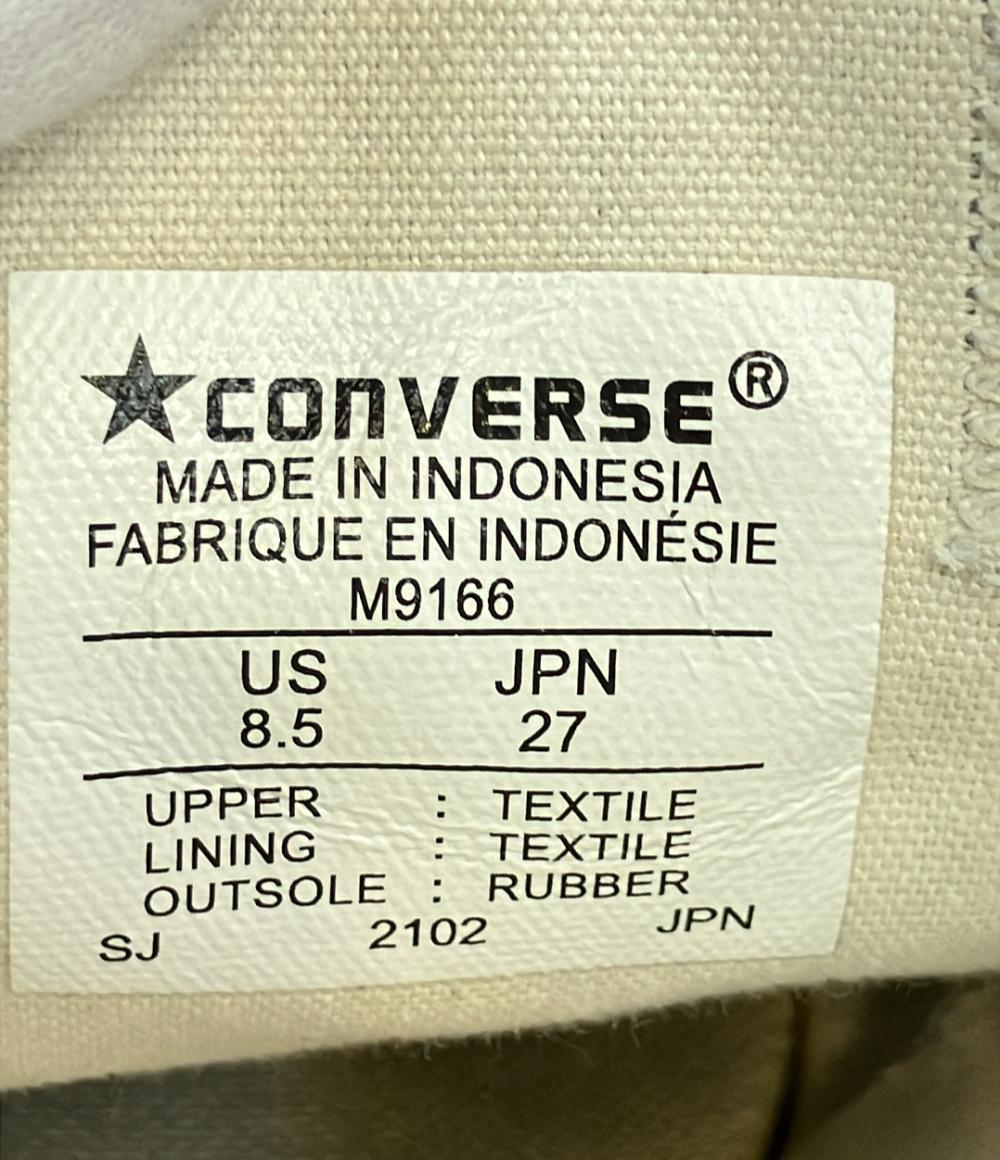 ★CONVERSE®
MADE IN INDONESIA
FABRIQUE EN INDONÉSIE
M9166
US JPN
8.5 27
UPPER : TEXTILE
LINING : TEXTILE
OUTSOLE : RUBBER
SJ 2102 JPN